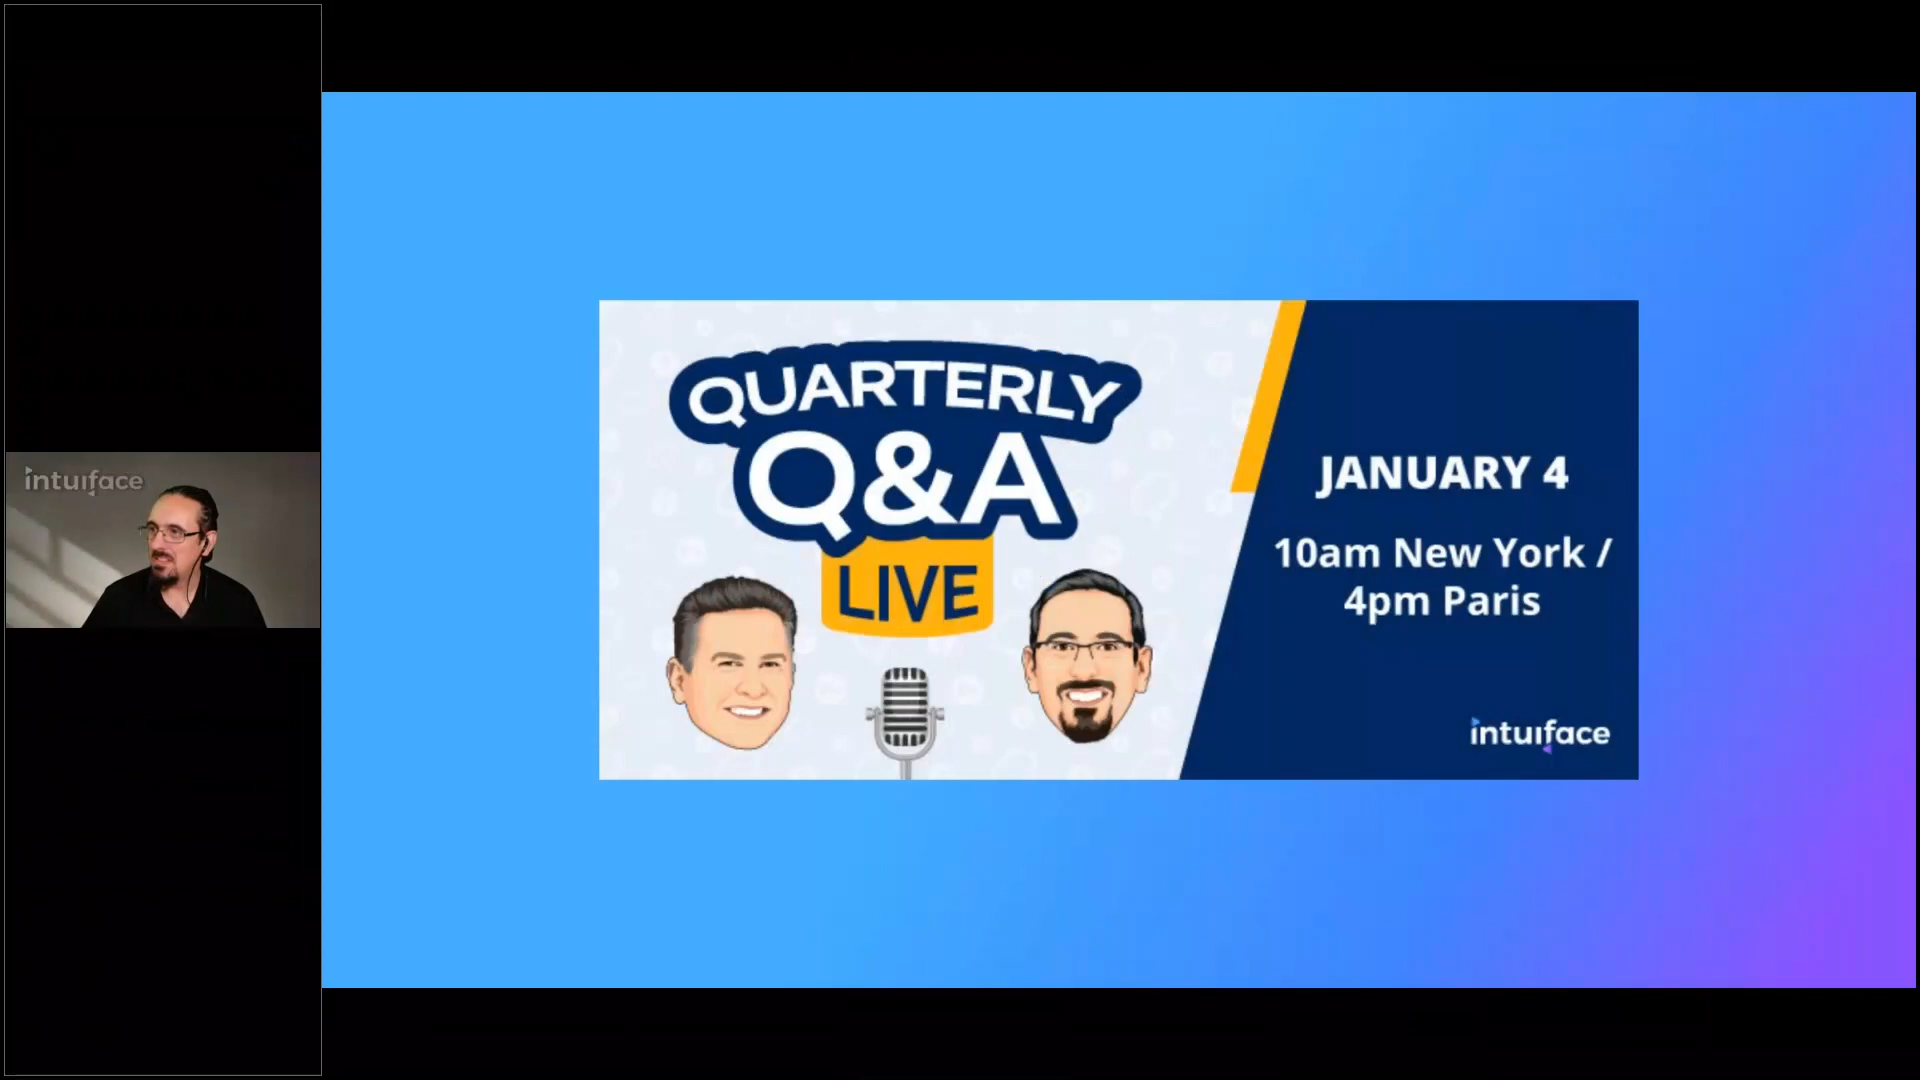 intuiface
QUARTERLY
Q&A
LIVE
JANUARY 4
10am New York /
4pm Paris
intuiface